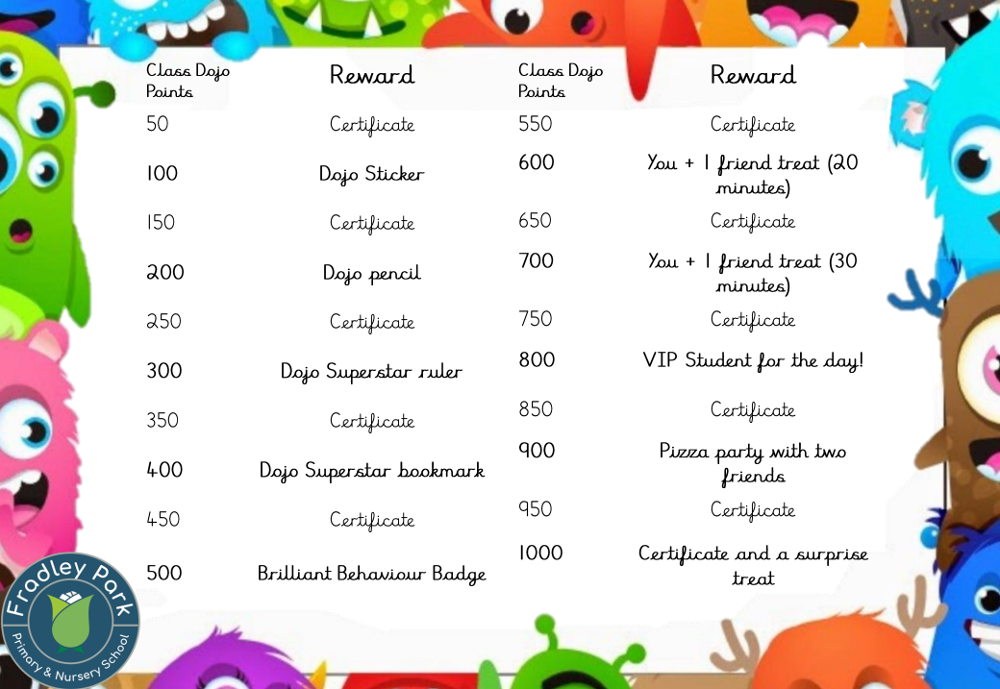 Class Dojo
Points
Reward
50
Certificate
100
Dojo Sticker
150
Certificate
200
Dojo pencil
250
Certificate
300
Dojo Superstar ruler
350
Certificate
400
Dojo Superstar bookmark
450
Certificate
500
Brilliant Behaviour Badge
Class Dojo
Points
Reward
550
Certificate
600
You + 1 friend treat (20
minutes)
650
Certificate
700
You + 1 friend treat (30
minutes)
750
Certificate
800
VIP Student for the day!
850
Certificate
900
Pizza party with two
friends
950
Certificate
1000
Certificate and a surprise
treat
Fradley Park
Primary & Nursery School